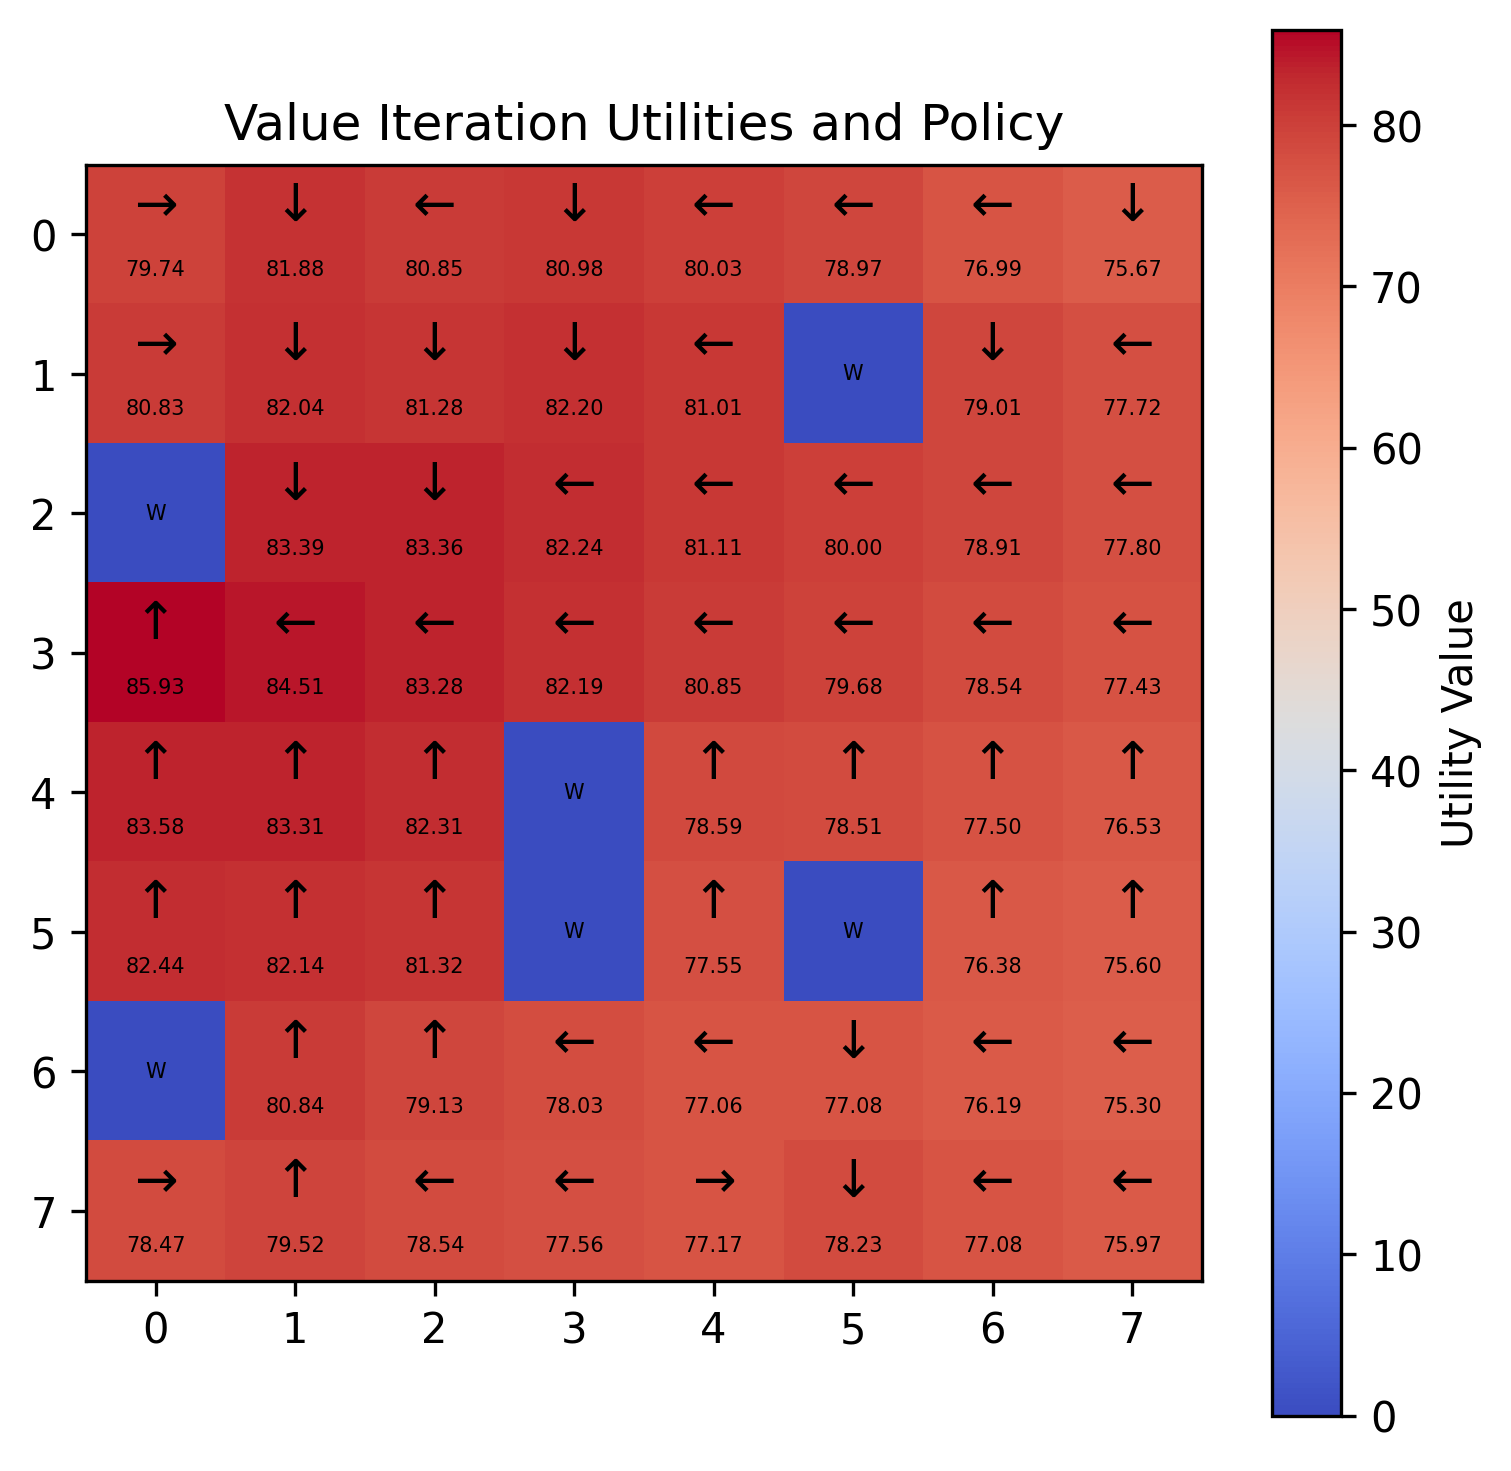 Value Iteration Utilities and Policy
0
→ ↓ ← ↓ ← ← ← ↓
79.74 81.88 80.85 80.98 80.03 78.97 76.99 75.67
1
→ ↓ ↓ ↓ ← W ↓ ←
80.83 82.04 81.28 82.20 81.01 79.01 77.72
2
W ↓ ↓ ← ← ← ← ←
83.39 83.36 82.24 81.11 80.00 78.91 77.80
3
↑ ← ← ← ← ← ← ←
85.93 84.51 83.28 82.19 80.85 79.68 78.54 77.43
4
↑ ↑ ↑ W ↑ ↑ ↑ ↑
83.58 83.31 82.31 78.59 78.51 77.50 76.53
5
↑ ↑ ↑ W ↑ W ↑ ↑
82.44 82.14 81.32 77.55 76.38 75.60
6
W ↑ ↑ ← ← ↓ ← ←
80.84 79.13 78.03 77.06 77.08 76.19 75.30
7
→ ↑ ← ← → ↓ ← ←
78.47 79.52 78.54 77.56 77.17 78.23 77.08 75.97
0 1 2 3 4 5 6 7
80
70
60
50
40
30
20
10
0
Utility Value